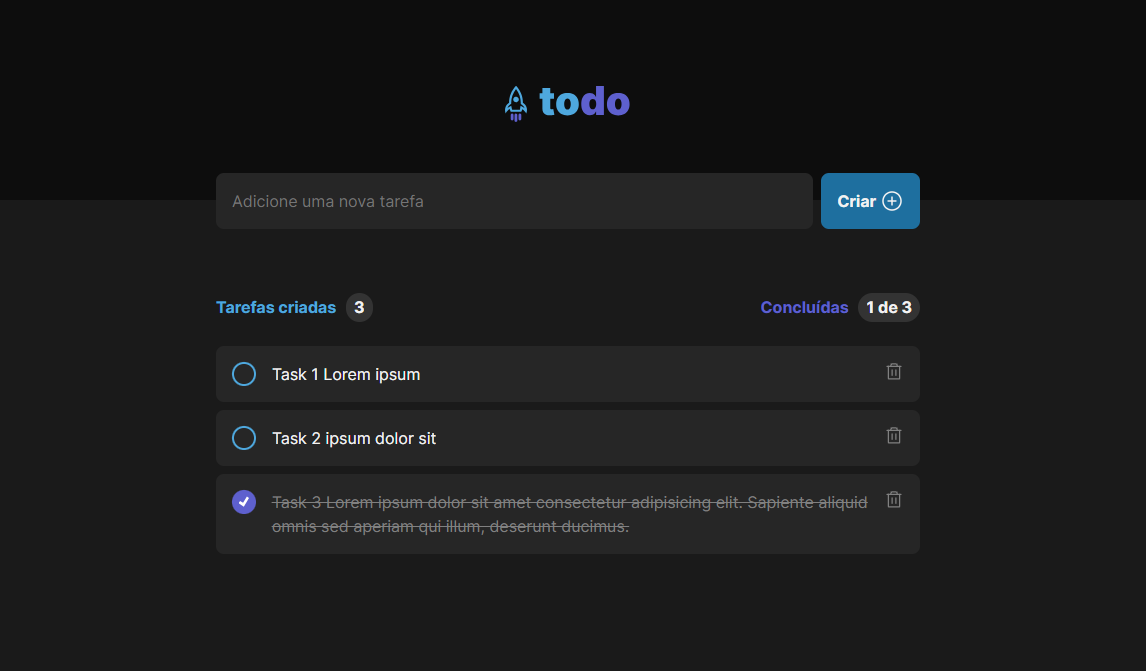 todo
Adicione uma nova tarefa
Criar
Tarefas criadas 3
Concluídas 1 de 3
Task 1 Lorem ipsum
Task 2 ipsum dolor sit
Task 3 Lorem ipsum dolor sit amet consectetur adipisicing elit. Sapiente aliquid
omnis sed aperiam qui illum, deserunt ducimus.